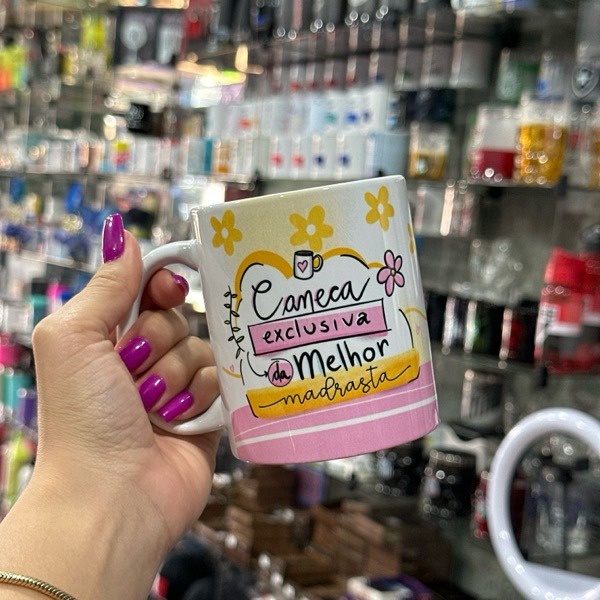 Caneca
exclusiva
da Melhor
madrasta